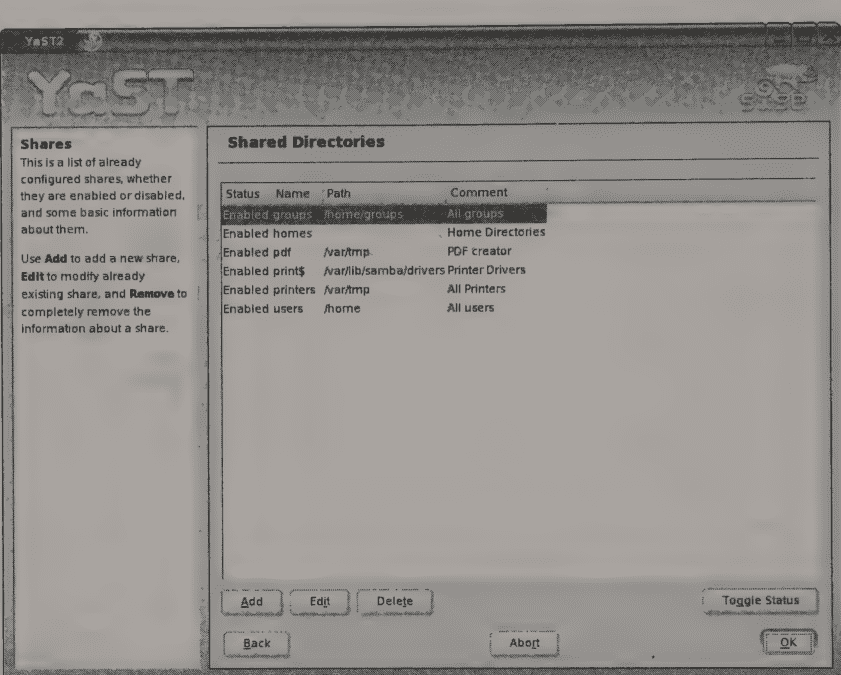 YaST2
YaST
SuSE
Shares
This is a list of already
configured shares, whether
they are enabled or disabled,
and some basic information
about them.
Use Add to add a new share,
Edit to modify already
existing share, and Remove to
completely remove the
information about a share.
Shared Directories
Status Name Path Comment
Enabled groups /home/groups All groups
Enabled homes Home Directories
Enabled pdf /var/tmp PDF creator
Enabled print$ /var/lib/samba/drivers Printer Drivers
Enabled printers /var/tmp All Printers
Enabled users /home All users
Add Edit Delete Toggle Status
Back Abort OK